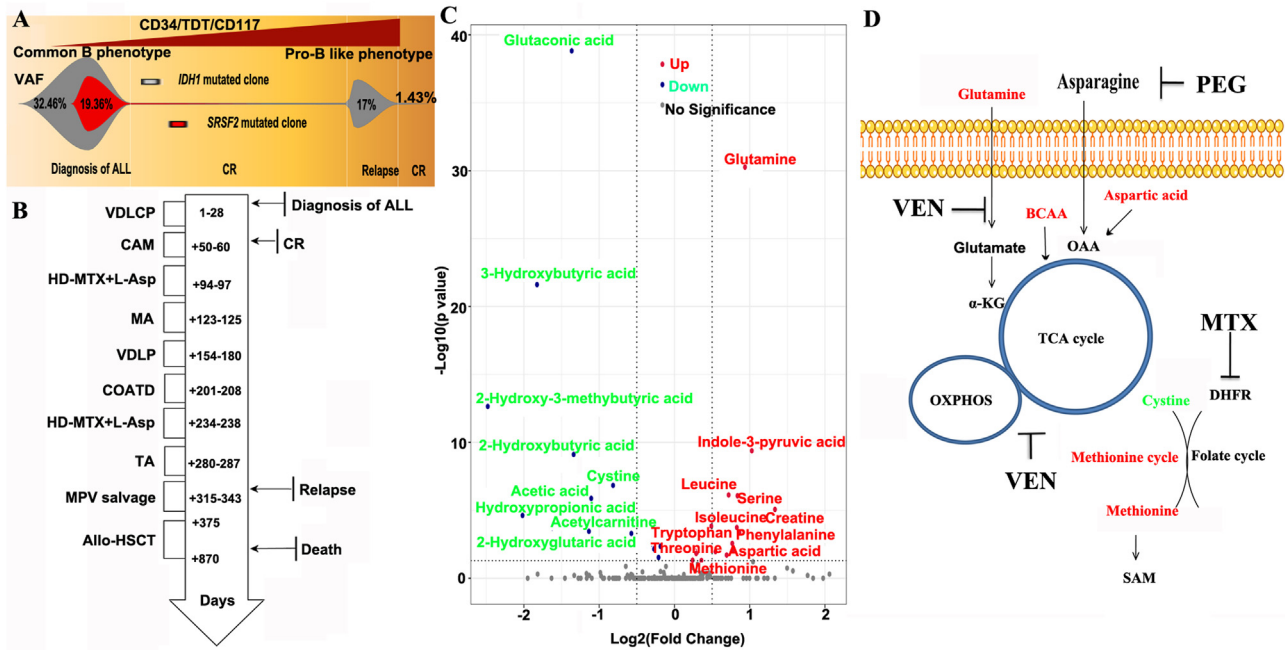 A
CD34/TDT/CD117
Common B phenotype
Pro-B like phenotype
VAF
IDH1 mutated clone
32.46%
19.36%
17%
1.43%
SRSF2 mutated clone
Diagnosis of ALL
CR
Relapse
CR
B
VDLCP
1-28
Diagnosis of ALL
CAM
+50-60
CR
HD-MTX+L-Asp
+94-97
MA
+123-125
VDLP
+154-180
COATD
+201-208
HD-MTX+L-Asp
+234-238
TA
+280-287
MPV salvage
+315-343
Relapse
+375
Allo-HSCT
+870
Death
Days
C
40
30
20
10
0
-Log10(p value)
-2
-1
0
1
2
Log2(Fold Change)
Up
Down
No Significance
Glutaconic acid
Glutamine
3-Hydroxybutyric acid
2-Hydroxy-3-methybutyric acid
2-Hydroxybutyric acid
Indole-3-pyruvic acid
Cystine
Leucine
Acetic acid
Serine
Hydroxypropionic acid
Isoleucine
Creatine
Acetylcarnitine
Tryptophan
Phenylalanine
2-Hydroxyglutaric acid
Threonine
Aspartic acid
Methionine
D
Glutamine
Asparagine
PEG
VEN
BCAA
Aspartic acid
Glutamate
OAA
α-KG
TCA cycle
MTX
OXPHOS
Cystine
DHFR
VEN
Methionine cycle
Folate cycle
Methionine
SAM